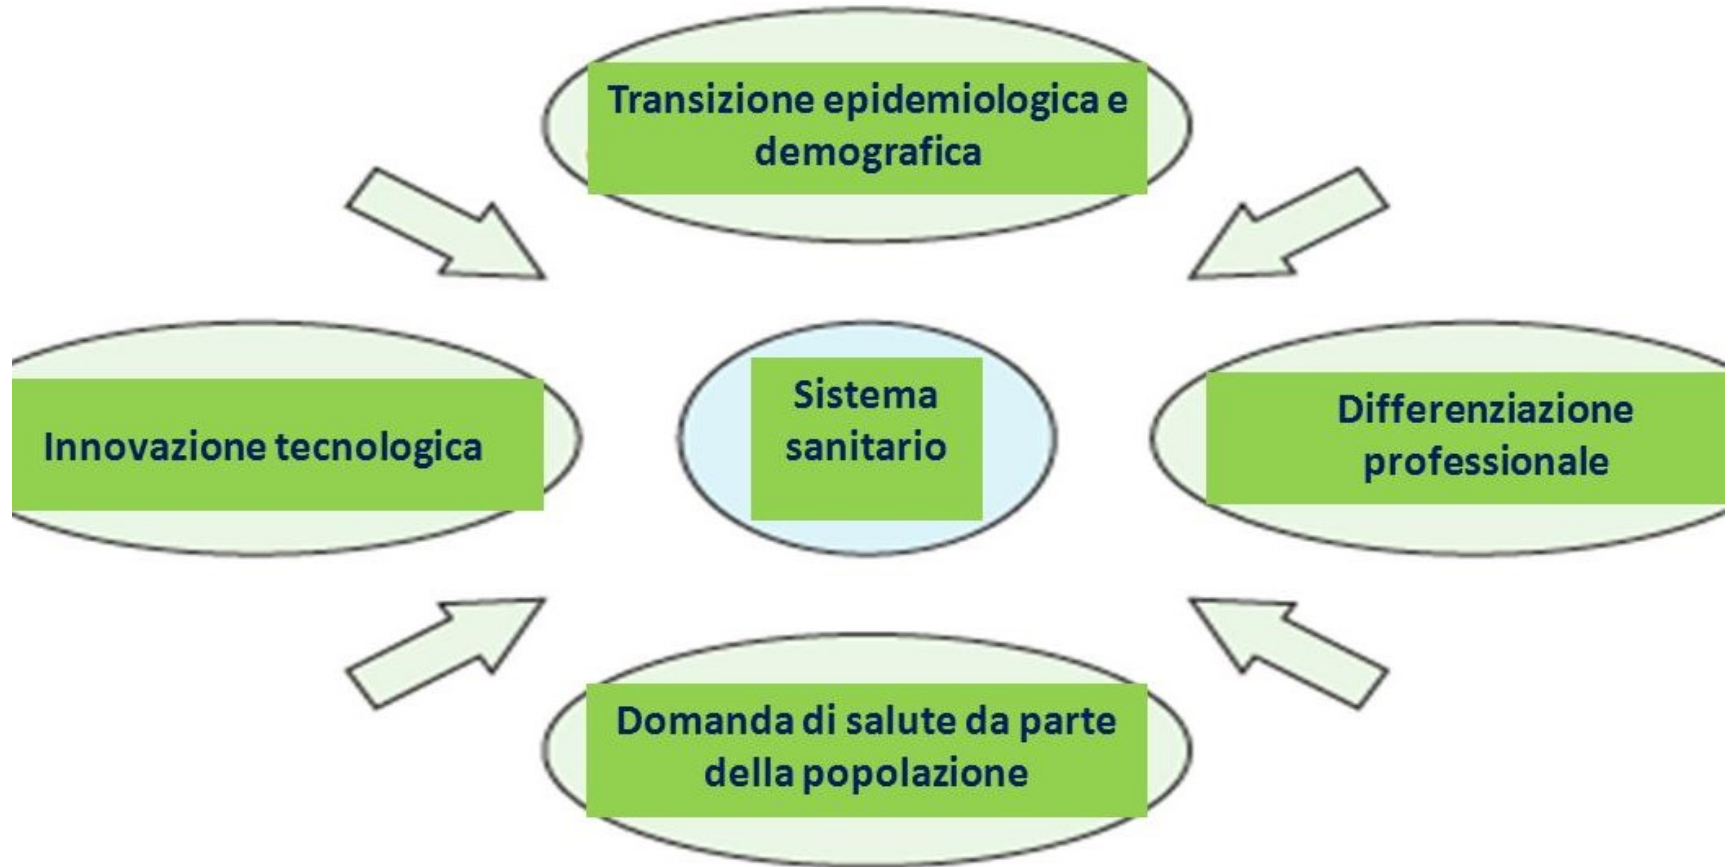 Transizione epidemiologica e
demografica
Innovazione tecnologica
Sistema
sanitario
Differenziazione
professionale
Domanda di salute da parte
della popolazione